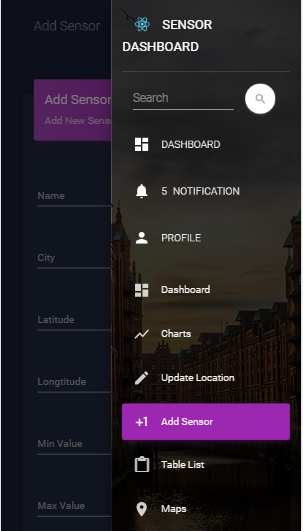 Add Sensor
Add Sensor
Add New Senso
Name
City
Latitude
Longtitude
Min Value
Max Value
SENSOR
DASHBOARD
Search
DASHBOARD
5 NOTIFICATION
PROFILE
Dashboard
Charts
Update Location
+1 Add Sensor
Table List
Maps